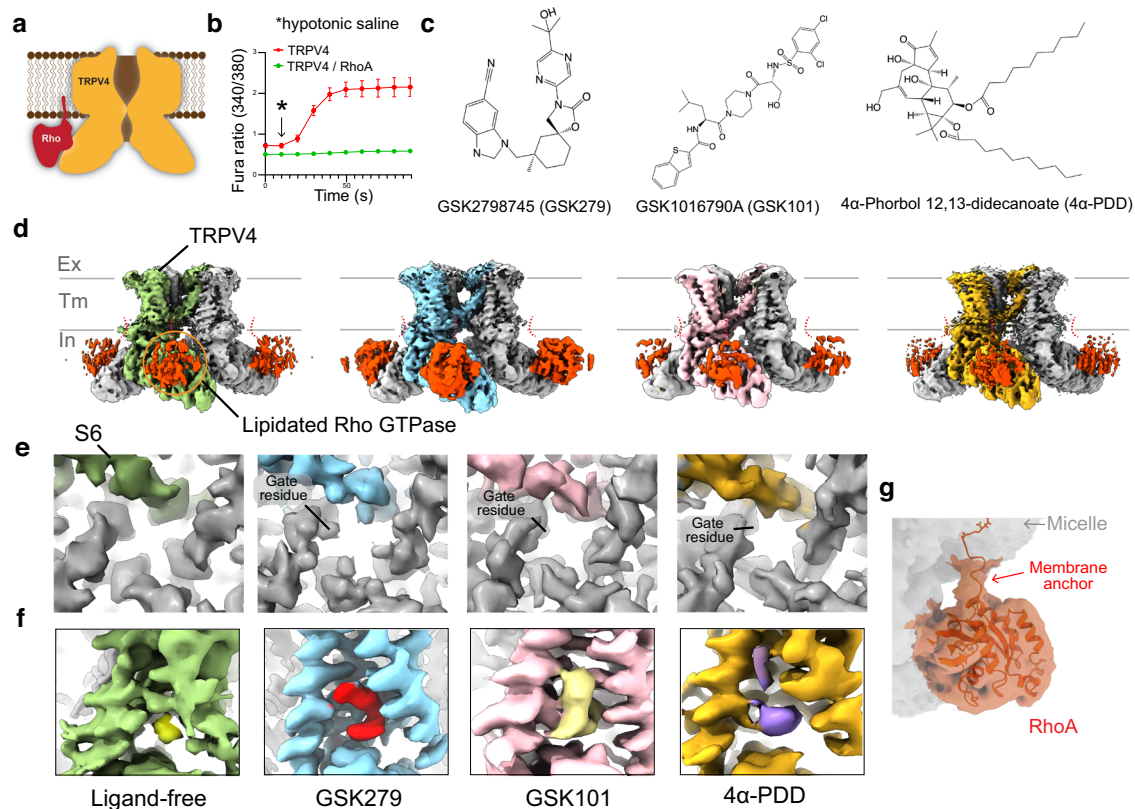 a
TRPV4
Rho
b
*hypotonic saline
TRPV4
TRPV4 / RhoA
Fura ratio (340/380)
3
2
1
0
*
0
50
Time (s)
c
OH
N
N
N
O
O
N
N
N
GSK2798745 (GSK279)
Cl
O
S
O
Cl
HN
O
OH
N
N
O
HN
O
S
GSK1016790A (GSK101)
O
HO
HO
H
H
H
HO
O
O
O
O
4α-Phorbol 12,13-didecanoate (4α-PDD)
d
TRPV4
Ex
Tm
In
Lipidated Rho GTPase
e
S6
Gate
residue
Gate
residue
Gate
residue
f
Ligand-free
GSK279
GSK101
4α-PDD
g
Micelle
Membrane
anchor
RhoA